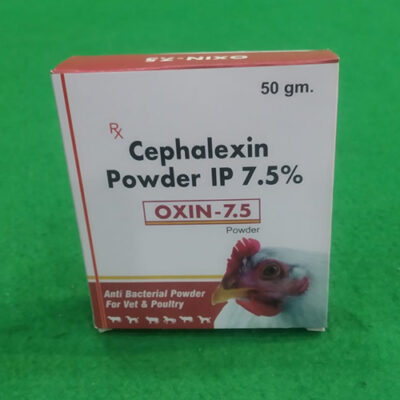 OXIN-7.5
50 gm.
Rx
Cephalexin
Powder IP 7.5%
OXIN-7.5
Powder
Anti Bacterial Powder
For Vet & Poultry